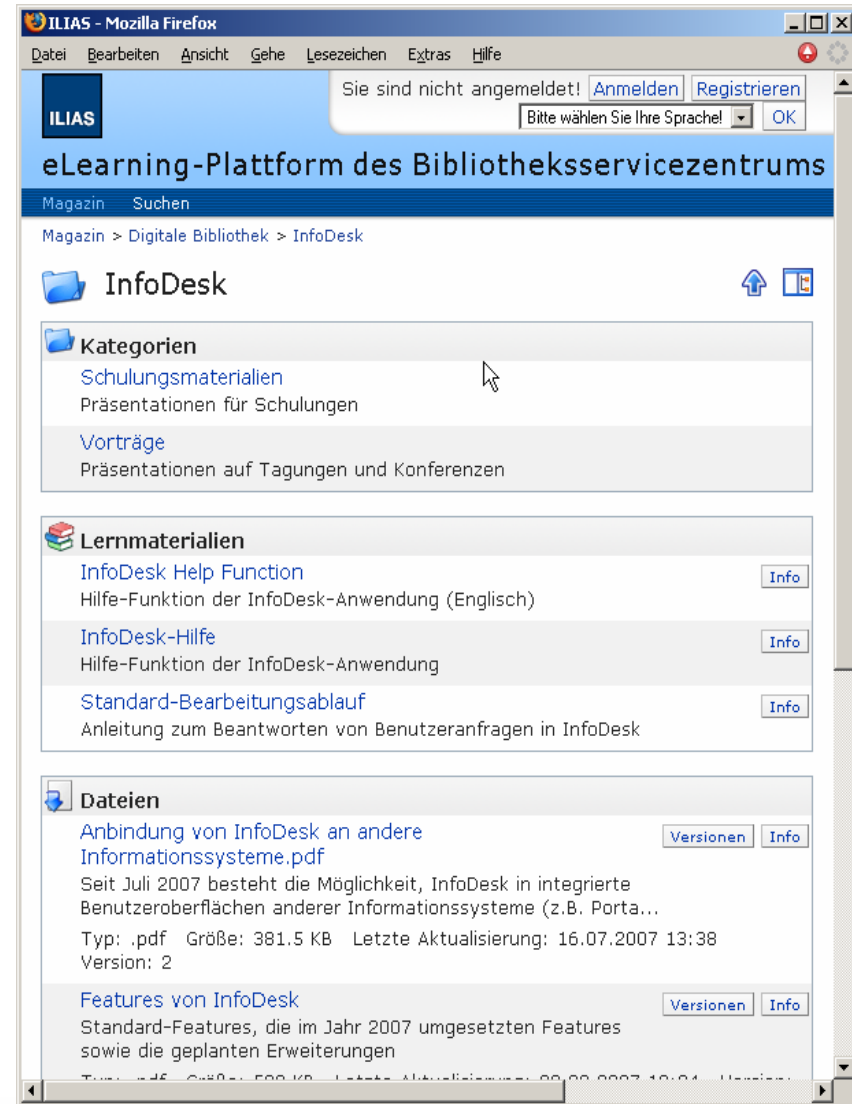 ILIAS - Mozilla Firefox
Datei Bearbeiten Ansicht Gehe Lesezeichen Extras Hilfe
Sie sind nicht angemeldet! Anmelden Registrieren
ILIAS
Bitte wählen Sie Ihre Sprache! OK
eLearning-Plattform des Bibliotheksservicezentrums
Magazin Suchen
Magazin > Digitale Bibliothek > InfoDesk
InfoDesk
Kategorien
Schulungsmaterialien
Präsentationen für Schulungen
Vorträge
Präsentationen auf Tagungen und Konferenzen
Lernmaterialien
InfoDesk Help Function
Info
Hilfe-Funktion der InfoDesk-Anwendung (Englisch)
InfoDesk-Hilfe
Info
Hilfe-Funktion der InfoDesk-Anwendung
Standard-Bearbeitungsablauf
Info
Anleitung zum Beantworten von Benutzeranfragen in InfoDesk
Dateien
Anbindung von InfoDesk an andere
Versionen Info
Informationssysteme.pdf
Seit Juli 2007 besteht die Möglichkeit, InfoDesk in integrierte
Benutzeroberflächen anderer Informationssysteme (z.B. Porta...
Typ: .pdf Größe: 381.5 KB Letzte Aktualisierung: 16.07.2007 13:38
Version: 2
Features von InfoDesk
Versionen Info
Standard-Features, die im Jahr 2007 umgesetzten Features
sowie die geplanten Erweiterungen